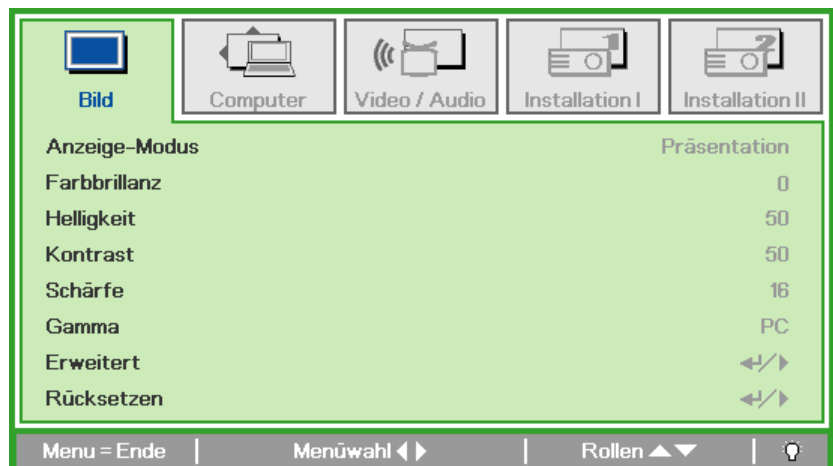 Bild Computer Video / Audio Installation I Installation II
Anzeige-Modus Präsentation
Farbbrillanz 0
Helligkeit 50
Kontrast 50
Schärfe 16
Gamma PC
Erweitert
Rücksetzen
Menu = Ende Menüwahl Rollen